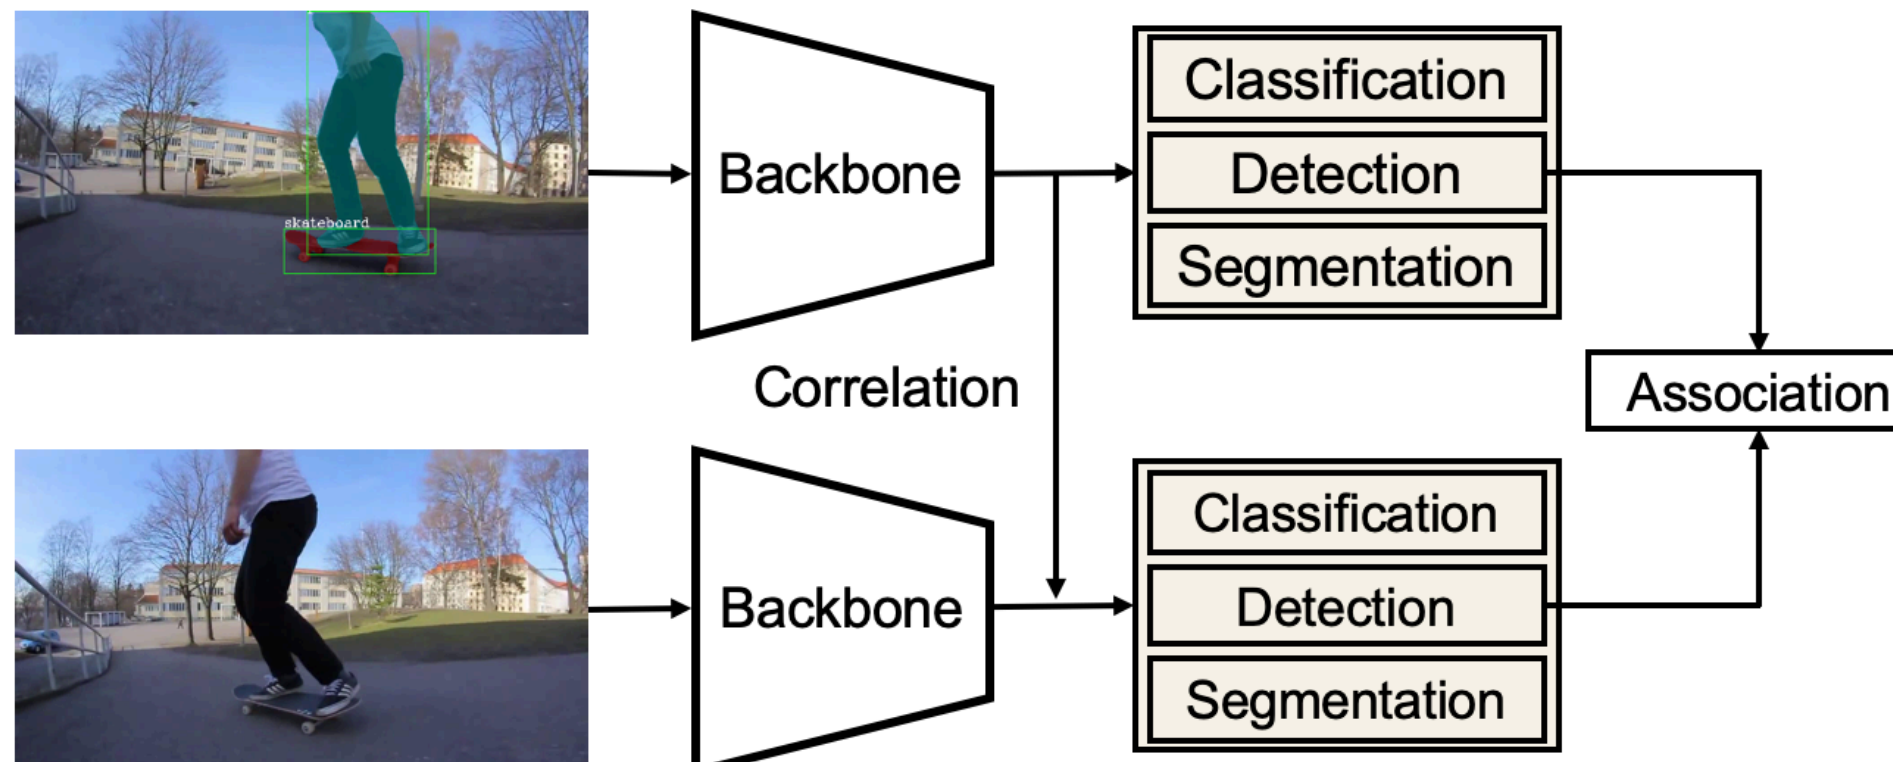 skateboard
Backbone
Classification
Detection
Segmentation
Correlation
Association
Backbone
Classification
Detection
Segmentation